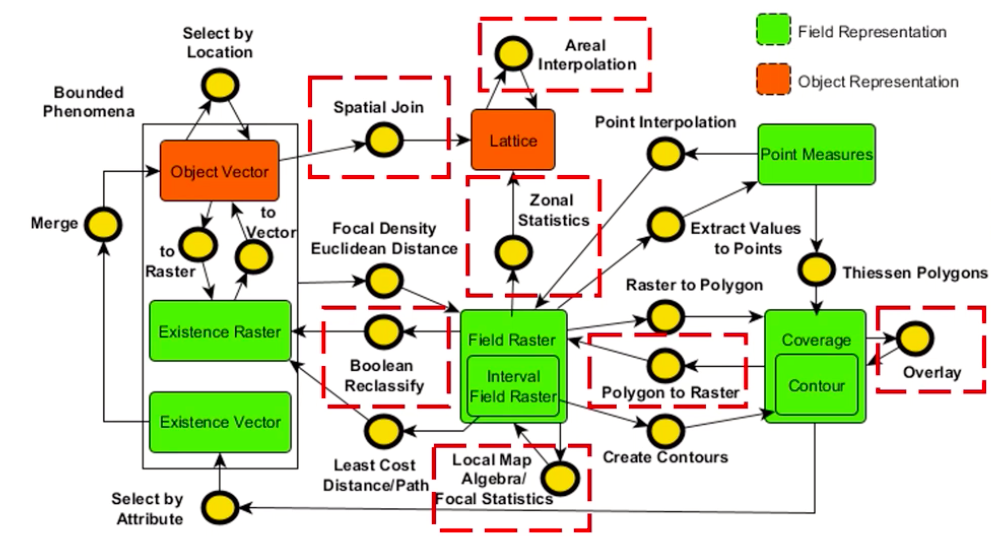 Select by
Location
Areal
Interpolation
Field Representation
Object Representation
Bounded
Phenomena
Spatial Join
Point Interpolation
Object Vector
Lattice
Point Measures
Merge
to
Raster
to
Vector
Focal Density
Euclidean Distance
Zonal
Statistics
Extract Values
to Points
Thiessen Polygons
Raster to Polygon
Existence Raster
Boolean
Reclassify
Field Raster
Interval
Field Raster
Polygon to Raster
Coverage
Contour
Overlay
Existence Vector
Least Cost
Distance/Path
Local Map
Algebra/
Focal Statistics
Create Contours
Select by
Attribute